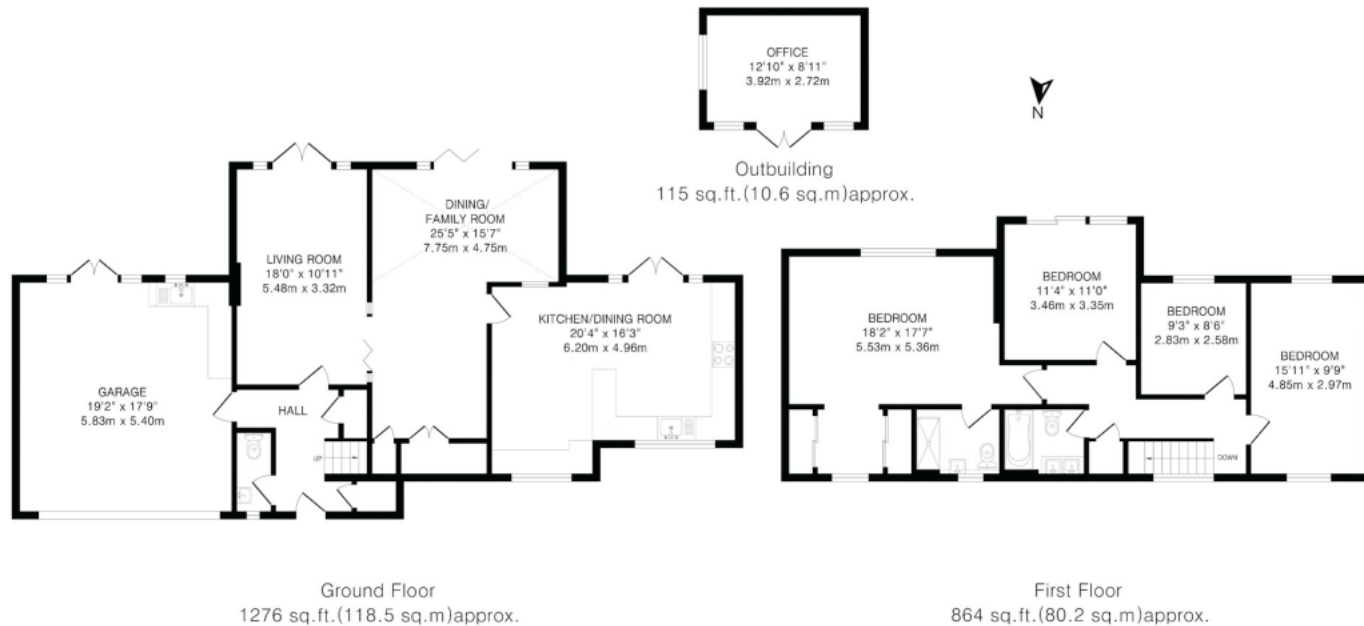 OFFICE
12'10" x 8'11"
3.92m x 2.72m
N
Outbuilding
115 sq.ft.(10.6 sq.m)approx.
LIVING ROOM
18'0" x 10'11"
5.48m x 3.32m
DINING/
FAMILY ROOM
25'5" x 15'7"
7.75m x 4.75m
KITCHEN/DINING ROOM
20'4" x 16'3"
6.20m x 4.96m
GARAGE
19'2" x 17'9"
5.83m x 5.40m
HALL
UP
Ground Floor
1276 sq.ft.(118.5 sq.m)approx.
BEDROOM
18'2" x 17'7"
5.53m x 5.36m
BEDROOM
11'4" x 11'0"
3.46m x 3.35m
BEDROOM
9'3" x 8'6"
2.83m x 2.58m
BEDROOM
15'11" x 9'9"
4.85m x 2.97m
DOWN
First Floor
864 sq.ft.(80.2 sq.m)approx.